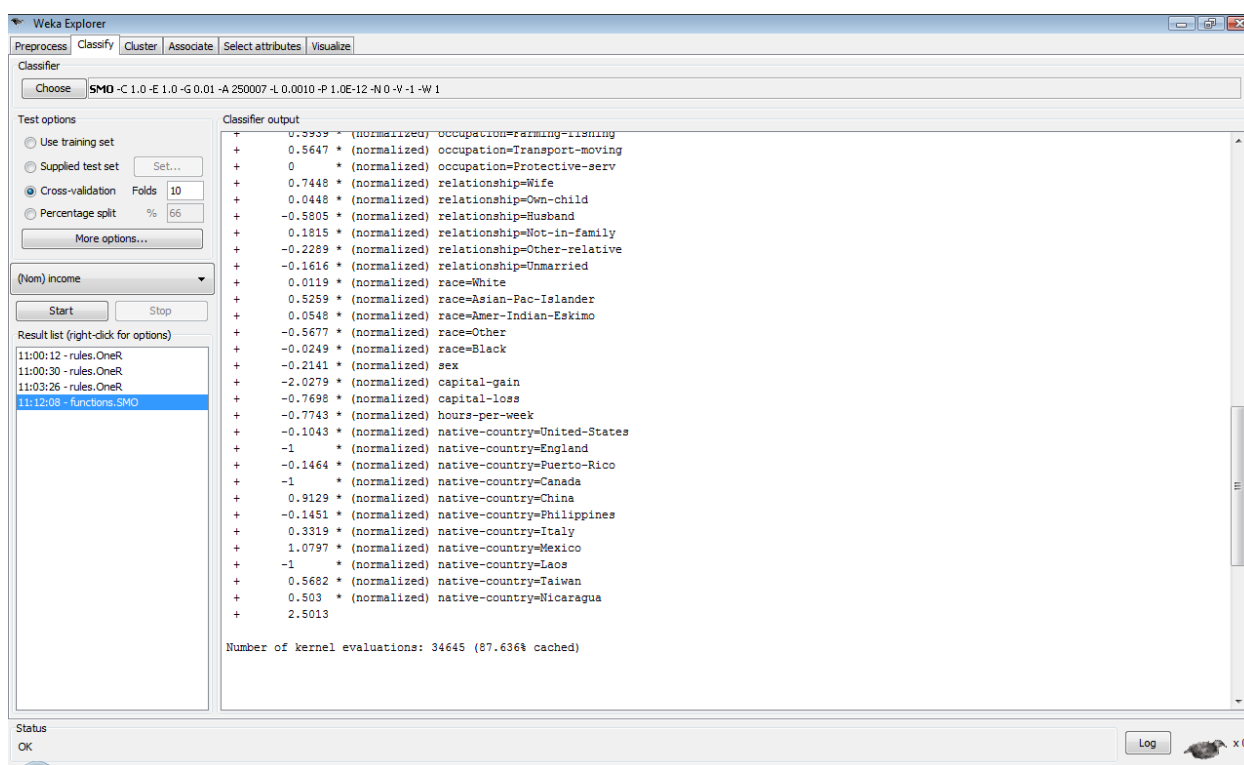 Weka Explorer
Preprocess Classify Cluster Associate Select attributes Visualize
Classifier
Choose SMO -C 1.0 -E 1.0 -G 0.01 -A 250007 -L 0.0010 -P 1.0E-12 -N 0 -V -1 -W 1
Test options
Use training set
Supplied test set Set...
Cross-validation Folds 10
Percentage split % 66
More options...
(Nom) income
Start Stop
Result list (right-click for options)
11:00:12 - rules.OneR
11:00:30 - rules.OneR
11:03:26 - rules.OneR
11:12:08 - functions.SMO
Classifier output
+ 0.5939 * (normalized) occupation=Farming-fishing
+ 0.5647 * (normalized) occupation=Transport-moving
+ 0 * (normalized) occupation=Protective-serv
+ 0.7448 * (normalized) relationship=Wife
+ 0.0448 * (normalized) relationship=Own-child
+ -0.5805 * (normalized) relationship=Husband
+ 0.1815 * (normalized) relationship=Not-in-family
+ -0.2289 * (normalized) relationship=Other-relative
+ -0.1616 * (normalized) relationship=Unmarried
+ 0.0119 * (normalized) race=White
+ 0.5259 * (normalized) race=Asian-Pac-Islander
+ 0.0548 * (normalized) race=Amer-Indian-Eskimo
+ -0.5677 * (normalized) race=Other
+ -0.0249 * (normalized) race=Black
+ -0.2141 * (normalized) sex
+ -2.0279 * (normalized) capital-gain
+ -0.7698 * (normalized) capital-loss
+ -0.7743 * (normalized) hours-per-week
+ -0.1043 * (normalized) native-country=United-States
+ -1 * (normalized) native-country=England
+ -0.1464 * (normalized) native-country=Puerto-Rico
+ -1 * (normalized) native-country=Canada
+ 0.9129 * (normalized) native-country=China
+ -0.1451 * (normalized) native-country=Philippines
+ 0.3319 * (normalized) native-country=Italy
+ 1.0797 * (normalized) native-country=Mexico
+ -1 * (normalized) native-country=Laos
+ 0.5682 * (normalized) native-country=Taiwan
+ 0.503 * (normalized) native-country=Nicaragua
+ 2.5013
Number of kernel evaluations: 34645 (87.636% cached)
Status
OK
Log x